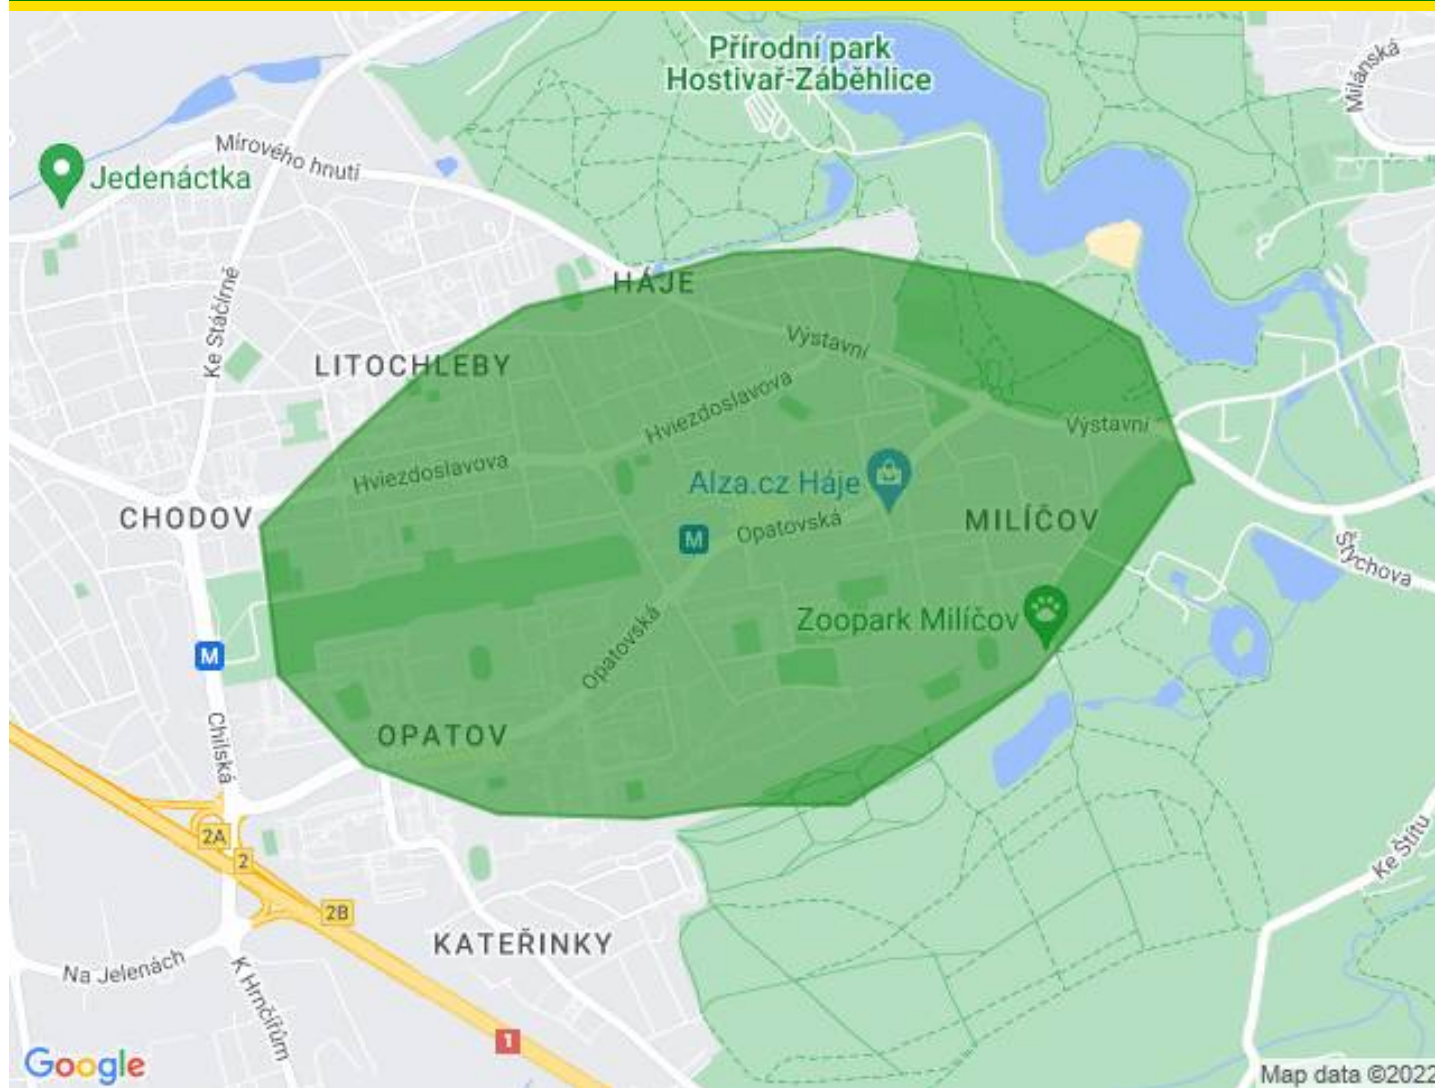 Přírodní park
Hostivař-Záběhlice
Milánská
Mírového hnutí
Jedenáctka
Ke Stáčírně
HÁJE
Výstavní
LITOCHLEBY
Hviezdoslavova
Výstavní
Hviezdoslavova
Alza.cz Háje
CHODOV
M
Opatovská
MILÍČOV
Štychova
Zoopark Milíčov
M
Opatovská
Chilská
OPATOV
2A
2
Ke Štítu
2B
KATEŘINKY
Na Jelenách
K Hrnčířům
1
Google
Map data ©2022